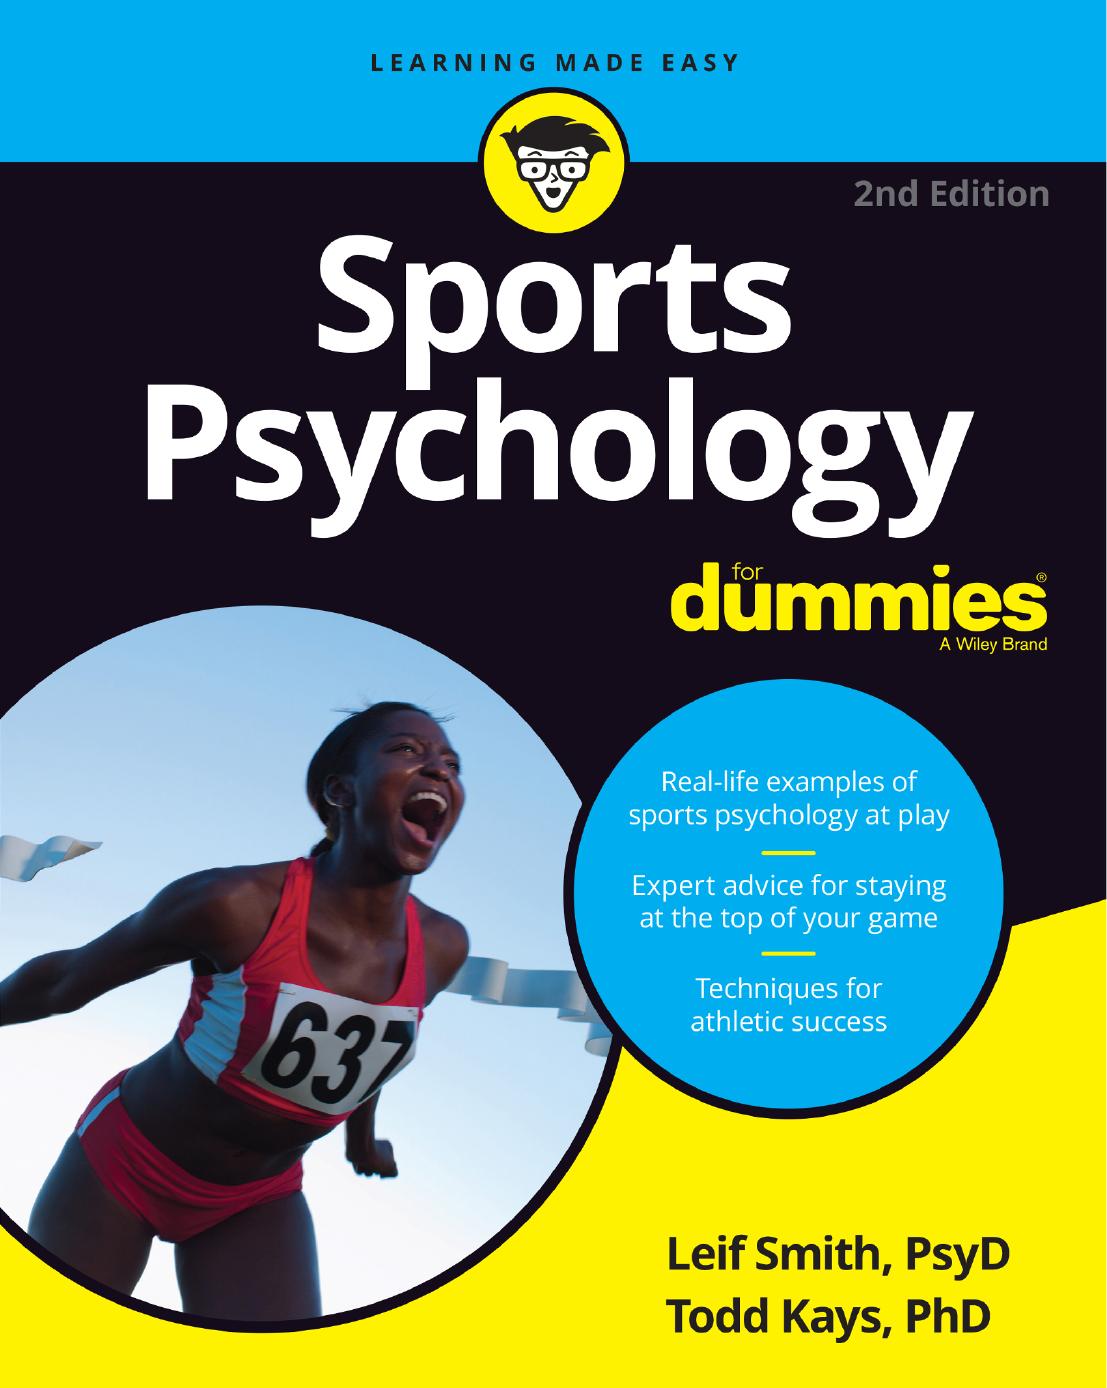 LEARNING MADE EASY
2nd Edition
Sports
Psychology
for
dummies®
A Wiley Brand
Real-life examples of
sports psychology at play
Expert advice for staying
at the top of your game
Techniques for
athletic success
637
Leif Smith, PsyD
Todd Kays, PhD